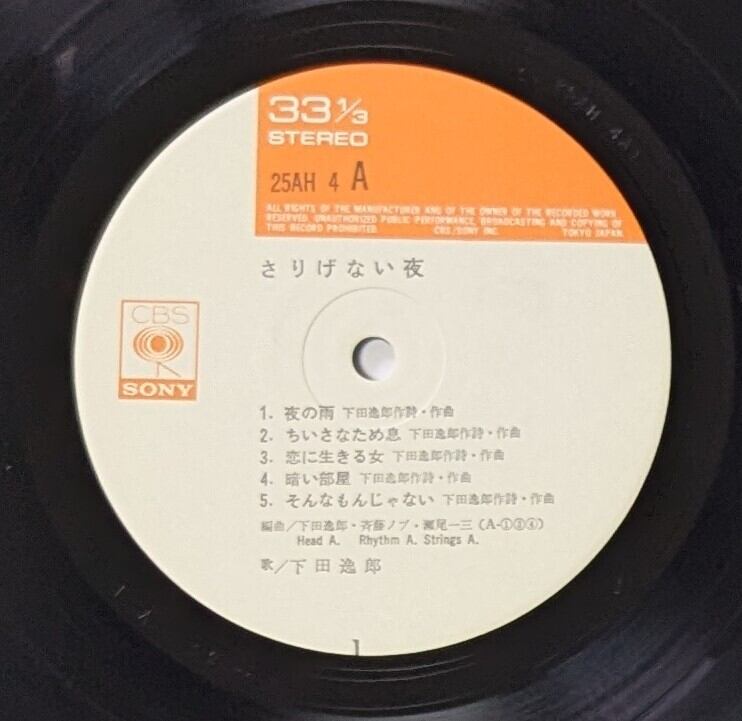 33 1/3
STEREO
25AH 4 A
ALL RIGHTS OF THE MANUFACTURER AND OF THE OWNER OF THE RECORDED WORK
RESERVED. UNAUTHORIZED PUBLIC PERFORMANCE, BROADCASTING AND COPYING OF
THIS RECORD PROHIBITED. CBS/SONY INC. TOKYO JAPAN.
さりげない夜
CBS
SONY
1. 夜の雨 下田逸郎作詩・作曲
2. ちいさなため息 下田逸郎作詩・作曲
3. 恋に生きる女 下田逸郎作詩・作曲
4. 暗い部屋 下田逸郎作詩・作曲
5. そんなもんじゃない 下田逸郎作詩・作曲
編曲/下田逸郎・斉藤ノブ・瀬尾一三(A-①③④)
Head A. Rhythm A. Strings A.
歌/下田逸郎
1
25AH 4A1